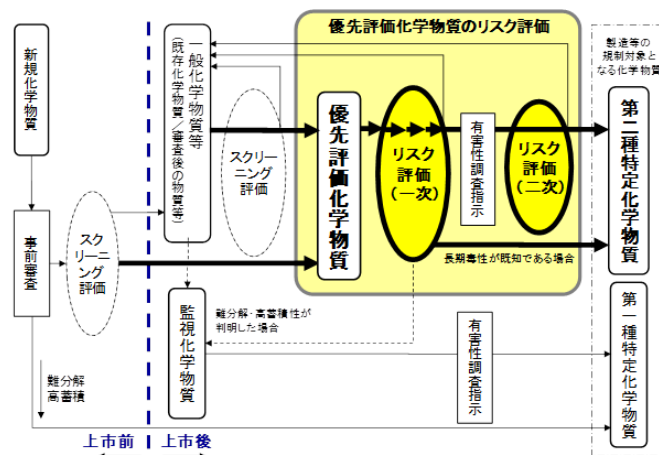 優先評価化学物質のリスク評価
新規化学物質
一般化学物質等
(既存化学物質/審査後の物質等)
製造等の
規制対象と
なる化学物質
スクリーニング評価
優先評価化学物質
リスク
評価
(一次)
有害性調査指示
リスク
評価
(二次)
第二種特定化学物質
事前審査
スク
リーニ
ング
評価
長期毒性が既知である場合
監視化学物質
難分解・高蓄積性が
判明した場合
有害性調査指示
第一種特定化学物質
難分解
高蓄積
上市前
上市後